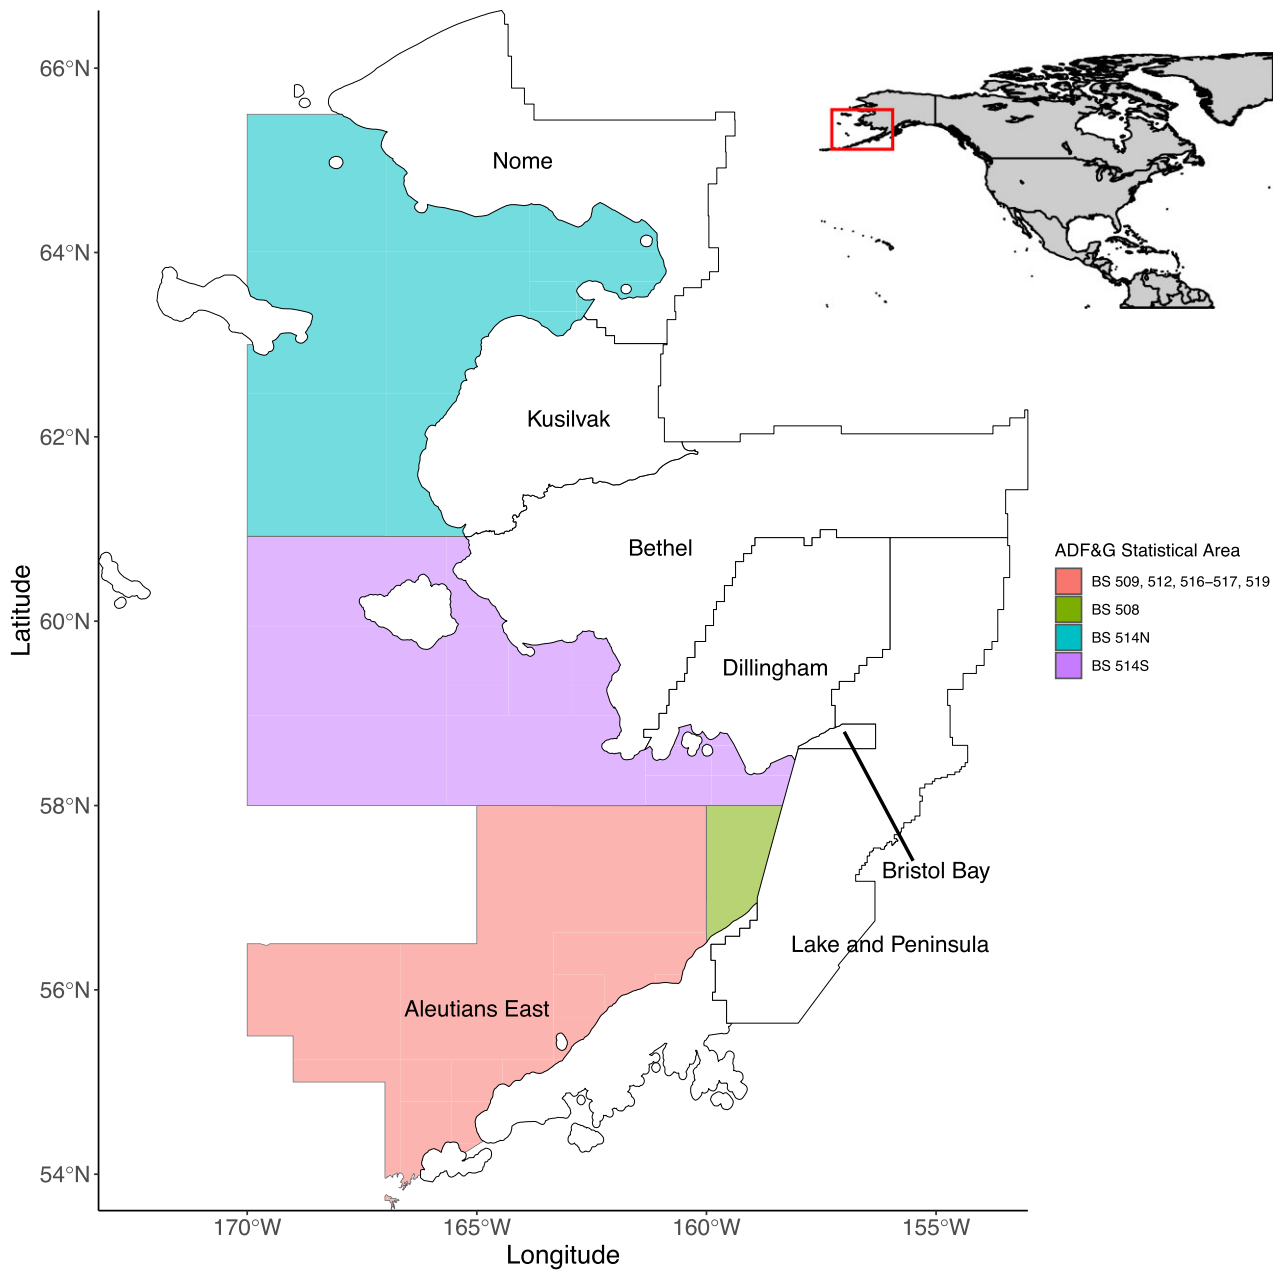 66°N
64°N
62°N
60°N
58°N
56°N
54°N
Latitude
170°W
165°W
160°W
155°W
Longitude
Nome
Kusilvak
Bethel
Dillingham
Bristol Bay
Lake and Peninsula
Aleutians East
ADF&G Statistical Area
BS 509, 512, 516−517, 519
BS 508
BS 514N
BS 514S